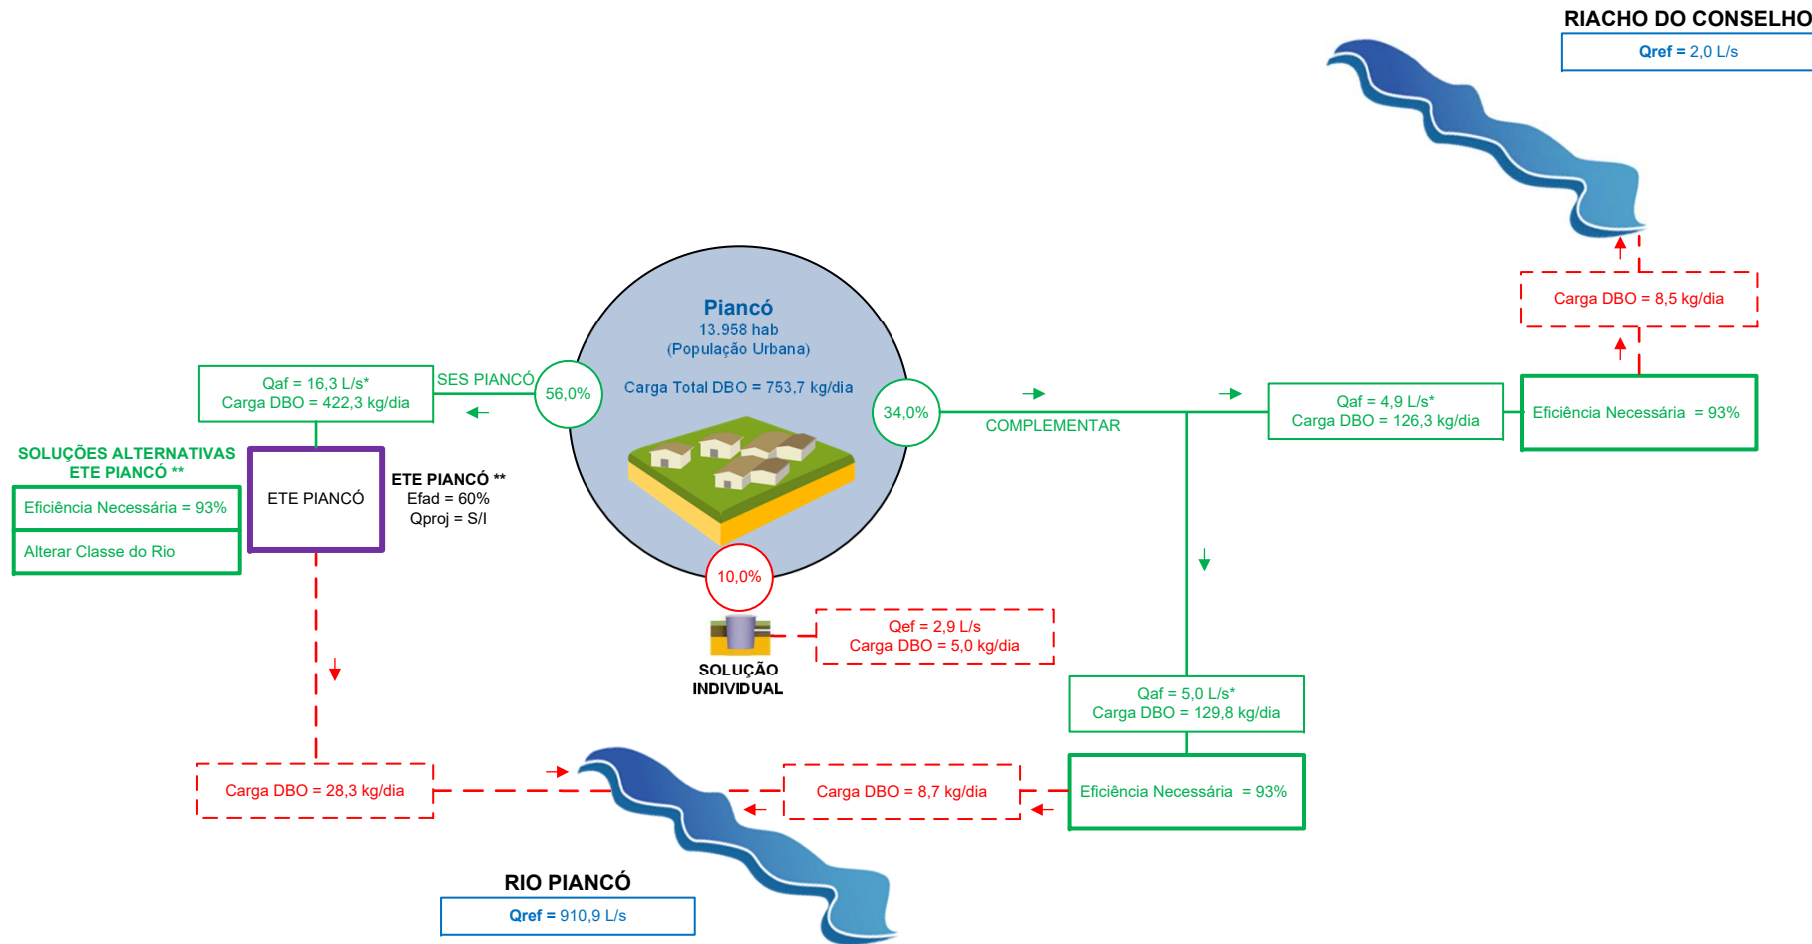 RIACHO DO CONSELHO
Qref = 2,0 L/s
Carga DBO = 8,5 kg/dia
Piancó
13.958 hab
(População Urbana)
Carga Total DBO = 753,7 kg/dia
Qaf = 16,3 L/s*
Carga DBO = 422,3 kg/dia
SES PIANCÓ
56,0%
34,0%
COMPLEMENTAR
Qaf = 4,9 L/s*
Carga DBO = 126,3 kg/dia
Eficiência Necessária = 93%
SOLUÇÕES ALTERNATIVAS
ETE PIANCÓ **
Eficiência Necessária = 93%
Alterar Classe do Rio
ETE PIANCÓ
ETE PIANCÓ **
Efad = 60%
Qproj = S/I
10,0%
SOLUÇÃO
INDIVIDUAL
Qef = 2,9 L/s
Carga DBO = 5,0 kg/dia
Qaf = 5,0 L/s*
Carga DBO = 129,8 kg/dia
Carga DBO = 28,3 kg/dia
Carga DBO = 8,7 kg/dia
Eficiência Necessária = 93%
RIO PIANCÓ
Qref = 910,9 L/s